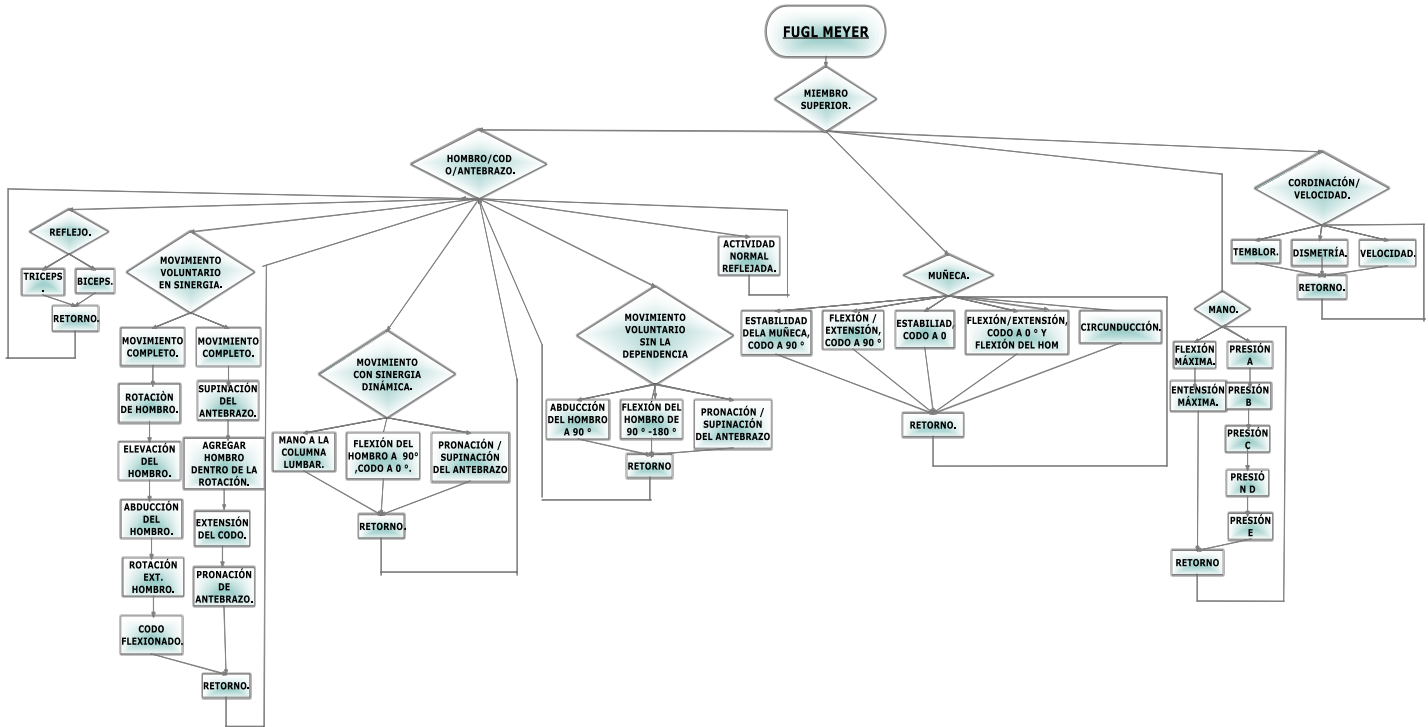 FUGL MEYER
MIEMBRO
SUPERIOR.
HOMBRO/COD
O/ANTEBRAZO.
REFLEJO.
TRICEPS
.
BICEPS.
RETORNO.
MOVIMIENTO
VOLUNTARIO
EN SINERGIA.
MOVIMIENTO
COMPLETO.
ROTACIÒN
DE HOMBRO.
ELEVACIÓN
DEL
HOMBRO.
ABDUCCIÓN
DEL
HOMBRO.
ROTACIÓN
EXT.
HOMBRO.
CODO
FLEXIONADO.
MOVIMIENTO
COMPLETO.
SUPINACIÓN
DEL
ANTEBRAZO.
AGREGAR
HOMBRO
DENTRO DE LA
ROTACIÓN.
EXTENSIÓN
DEL CODO.
PRONACIÓN
DE
ANTEBRAZO.
RETORNO.
MOVIMIENTO
CON SINERGIA
DINÁMICA.
MANO A LA
COLUMNA
LUMBAR.
FLEXIÓN DEL
HOMBRO A 90°
,CODO A 0 °.
PRONACIÓN /
SUPINACIÓN
DEL ANTEBRAZO
RETORNO.
MOVIMIENTO
VOLUNTARIO
SIN LA
DEPENDENCIA
ABDUCCIÓN
DEL HOMBRO
A 90 °
FLEXIÓN DEL
HOMBRO DE
90 ° -180 °
PRONACIÓN /
SUPINACIÓN
DEL ANTEBRAZO
RETORNO
ACTIVIDAD
NORMAL
REFLEJADA.
MUÑECA.
ESTABILIDAD
DELA MUÑECA,
CODO A 90 °
FLEXIÓN /
EXTENSIÓN,
CODO A 90 °
ESTABILIAD,
CODO A 0
FLEXIÓN/EXTENSIÓN,
CODO A 0 ° Y
FLEXIÓN DEL HOM
CIRCUNDUCCIÓN.
RETORNO.
MANO.
FLEXIÓN
MÁXIMA.
ENTENSIÓN
MÁXIMA.
PRESIÓN
A
PRESIÓN
B
PRESIÓN
C
PRESIÓ
N D
PRESIÓN
E
RETORNO
CORDINACIÓN/
VELOCIDAD.
TEMBLOR.
DISMETRÍA.
VELOCIDAD.
RETORNO.